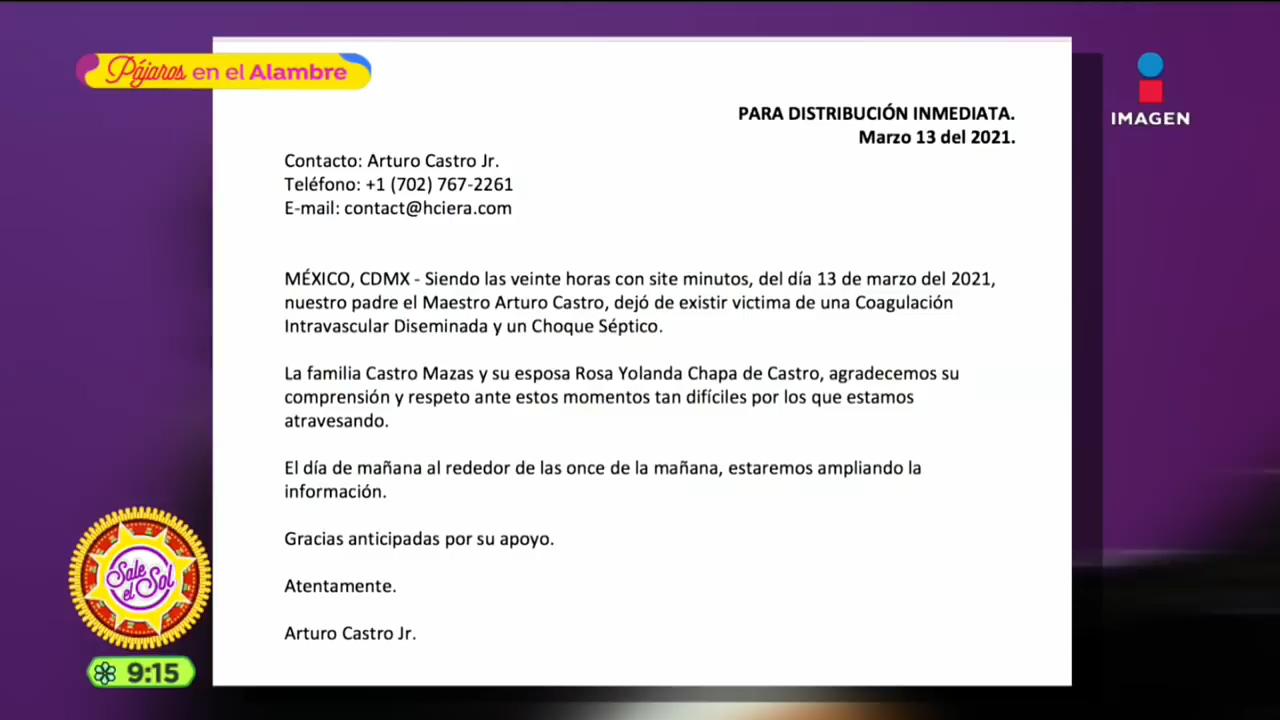 Pájaros en el Alambre
IMAGEN
PARA DISTRIBUCIÓN INMEDIATA.
Marzo 13 del 2021.
Contacto: Arturo Castro Jr.
Teléfono: +1 (702) 767-2261
E-mail: contact@hciera.com
MÉXICO, CDMX - Siendo las veinte horas con site minutos, del día 13 de marzo del 2021,
nuestro padre el Maestro Arturo Castro, dejó de existir victima de una Coagulación
Intravascular Diseminada y un Choque Séptico.
La familia Castro Mazas y su esposa Rosa Yolanda Chapa de Castro, agradecemos su
comprensión y respeto ante estos momentos tan difíciles por los que estamos
atravesando.
El día de mañana al rededor de las once de la mañana, estaremos ampliando la
información.
Gracias anticipadas por su apoyo.
Atentamente.
Arturo Castro Jr.
Sale
el Sol
9:15